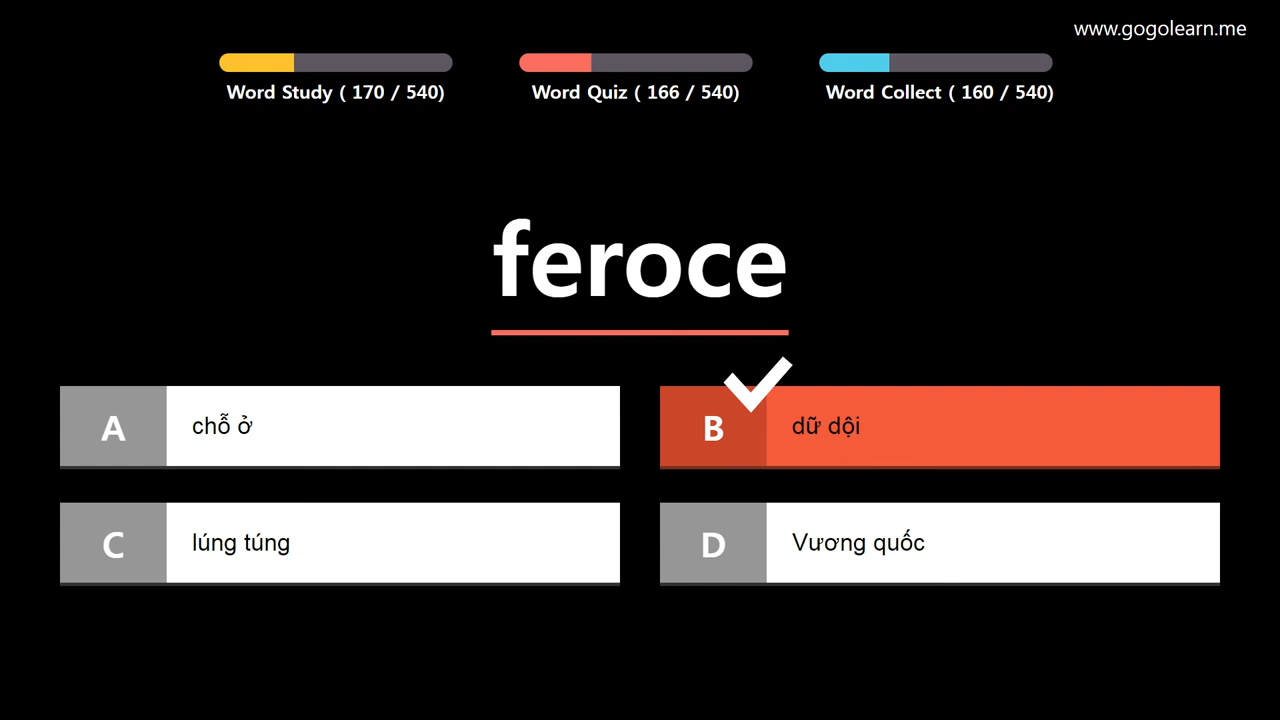 www.gogolearn.me
Word Study ( 170 / 540)
Word Quiz ( 166 / 540)
Word Collect ( 160 / 540)
feroce
A
chỗ ở
B
dữ dội
C
lúng túng
D
Vương quốc